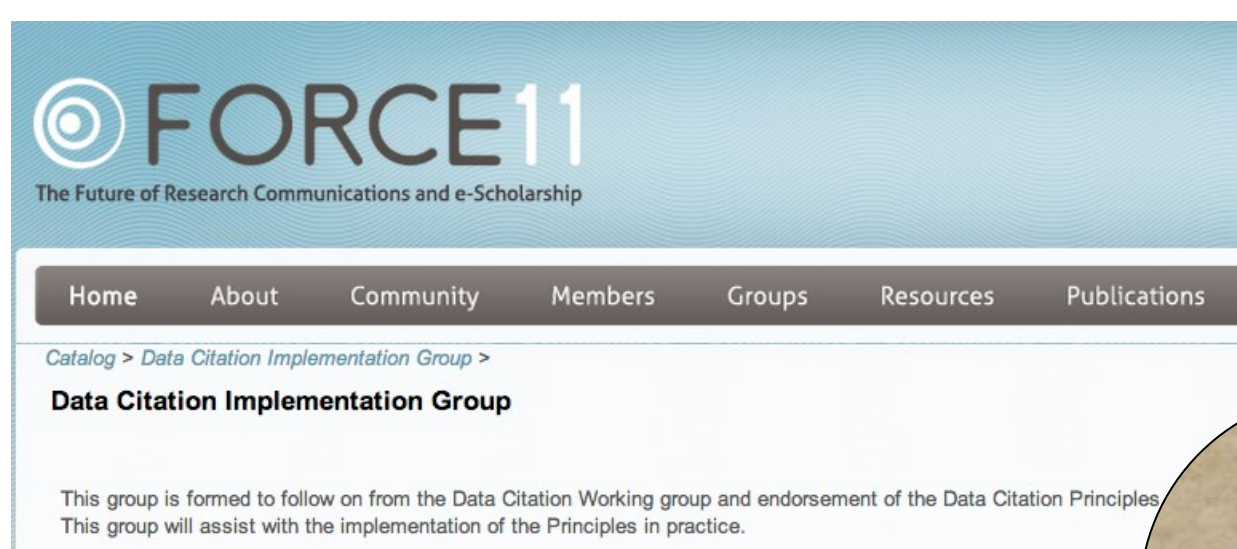 FORCE11
The Future of Research Communications and e-Scholarship
Home About Community Members Groups Resources Publications
Catalog > Data Citation Implementation Group >
Data Citation Implementation Group
This group is formed to follow on from the Data Citation Working group and endorsement of the Data Citation Principles
This group will assist with the implementation of the Principles in practice.